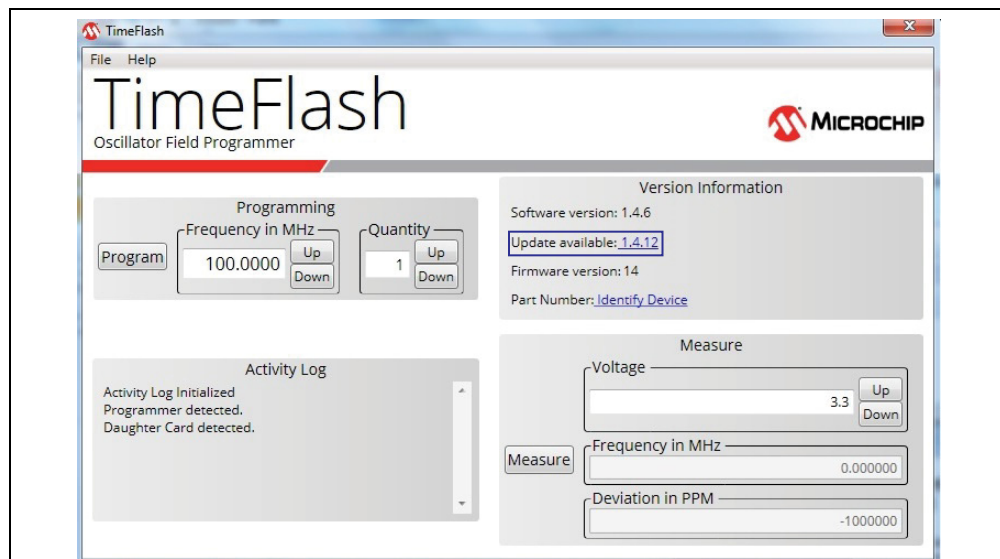 TimeFlash
File Help
TimeFlash
Oscillator Field Programmer
MICROCHIP
Programming
Frequency in MHz
Quantity
Program
100.0000
Up
Down
1
Up
Down
Version Information
Software version: 1.4.6
Update available: 1.4.12
Firmware version: 14
Part Number: Identify Device
Activity Log
Activity Log Initialized
Programmer detected.
Daughter Card detected.
Measure
Voltage
3.3
Up
Down
Measure
Frequency in MHz
0.000000
Deviation in PPM
-1000000